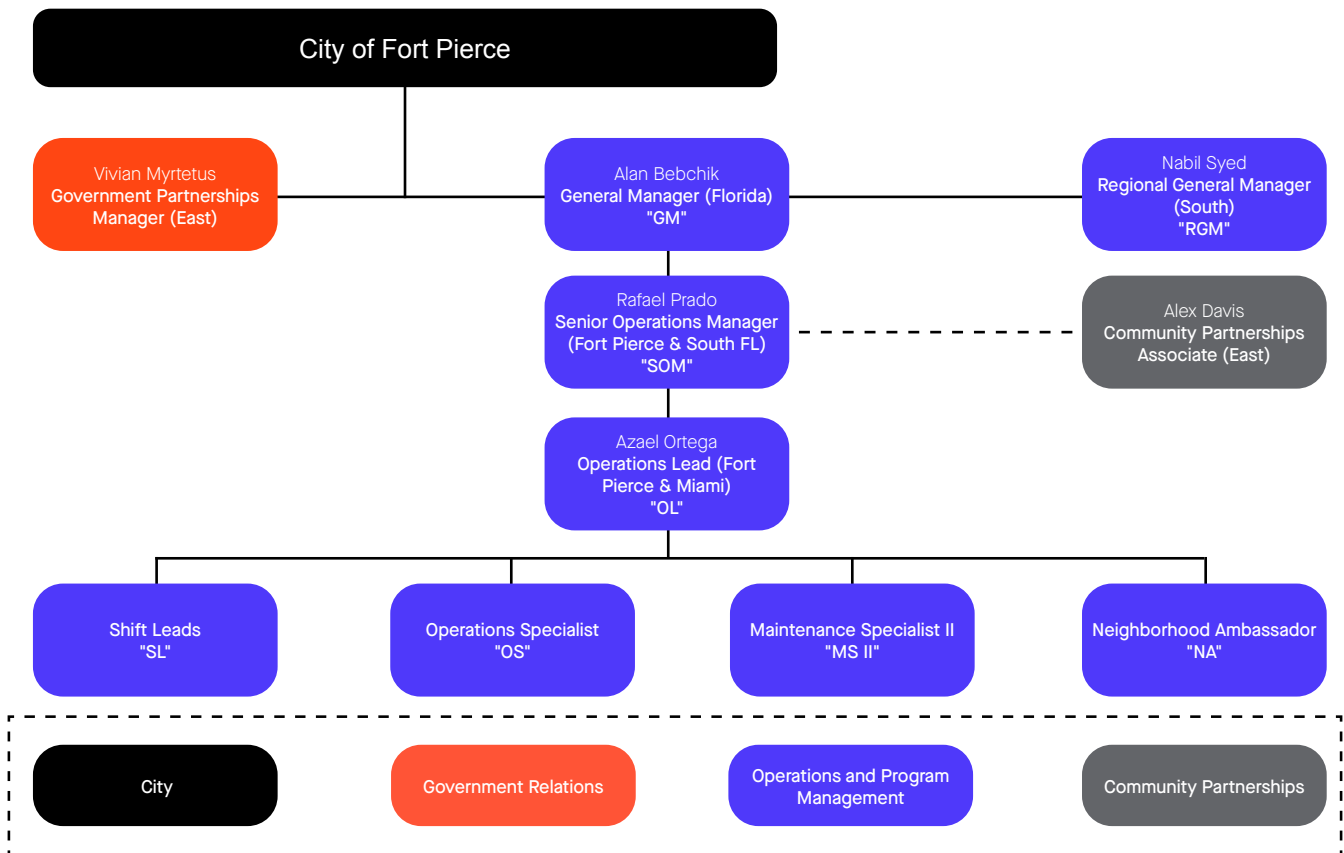 City of Fort Pierce
Vivian Myrtetus
Government Partnerships
Manager (East)
Alan Bebchik
General Manager (Florida)
"GM"
Nabil Syed
Regional General Manager
(South)
"RGM"
Rafael Prado
Senior Operations Manager
(Fort Pierce & South FL)
"SOM"
Alex Davis
Community Partnerships
Associate (East)
Azael Ortega
Operations Lead (Fort
Pierce & Miami)
"OL"
Shift Leads
"SL"
Operations Specialist
"OS"
Maintenance Specialist II
"MS II"
Neighborhood Ambassador
"NA"
City
Government Relations
Operations and Program
Management
Community Partnerships